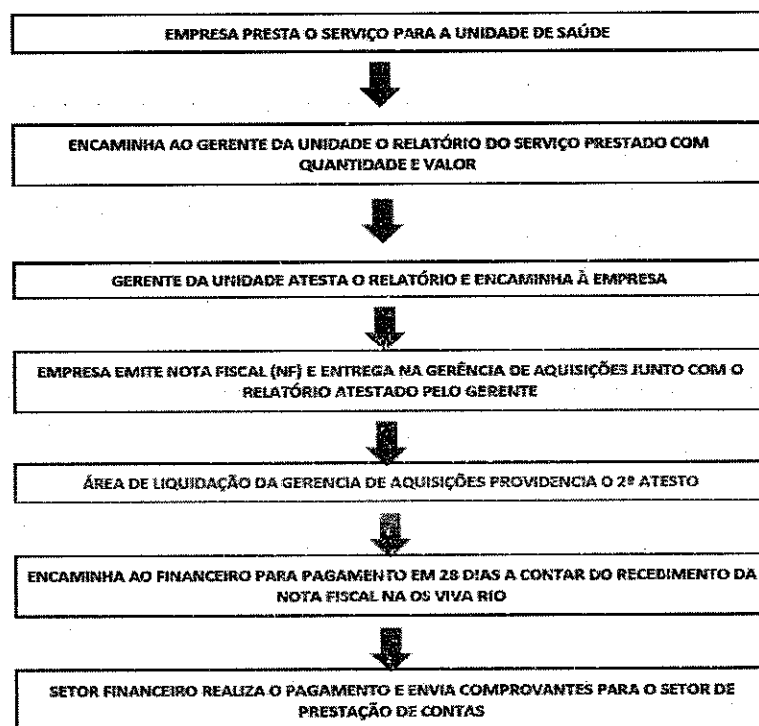 EMPRESA PRESTA O SERVIÇO PARA A UNIDADE DE SAÚDE
ENCAMINHA AO GERENTE DA UNIDADE O RELATÓRIO DO SERVIÇO PRESTADO COM
QUANTIDADE E VALOR
GERENTE DA UNIDADE ATESTA O RELATÓRIO E ENCAMINHA À EMPRESA
EMPRESA EMITE NOTA FISCAL (NF) E ENTREGA NA GERÊNCIA DE AQUISIÇÕES JUNTO COM O
RELATÓRIO ATESTADO PELO GERENTE
ÁREA DE LIQUIDAÇÃO DA GERENCIA DE AQUISIÇÕES PROVIDENCIA O 2º ATESTO
ENCAMINHA AO FINANCEIRO PARA PAGAMENTO EM 28 DIAS A CONTAR DO RECEBIMENTO DA
NOTA FISCAL NA OS VIVA RIO
SETOR FINANCEIRO REALIZA O PAGAMENTO E ENVIA COMPROVANTES PARA O SETOR DE
PRESTAÇÃO DE CONTAS